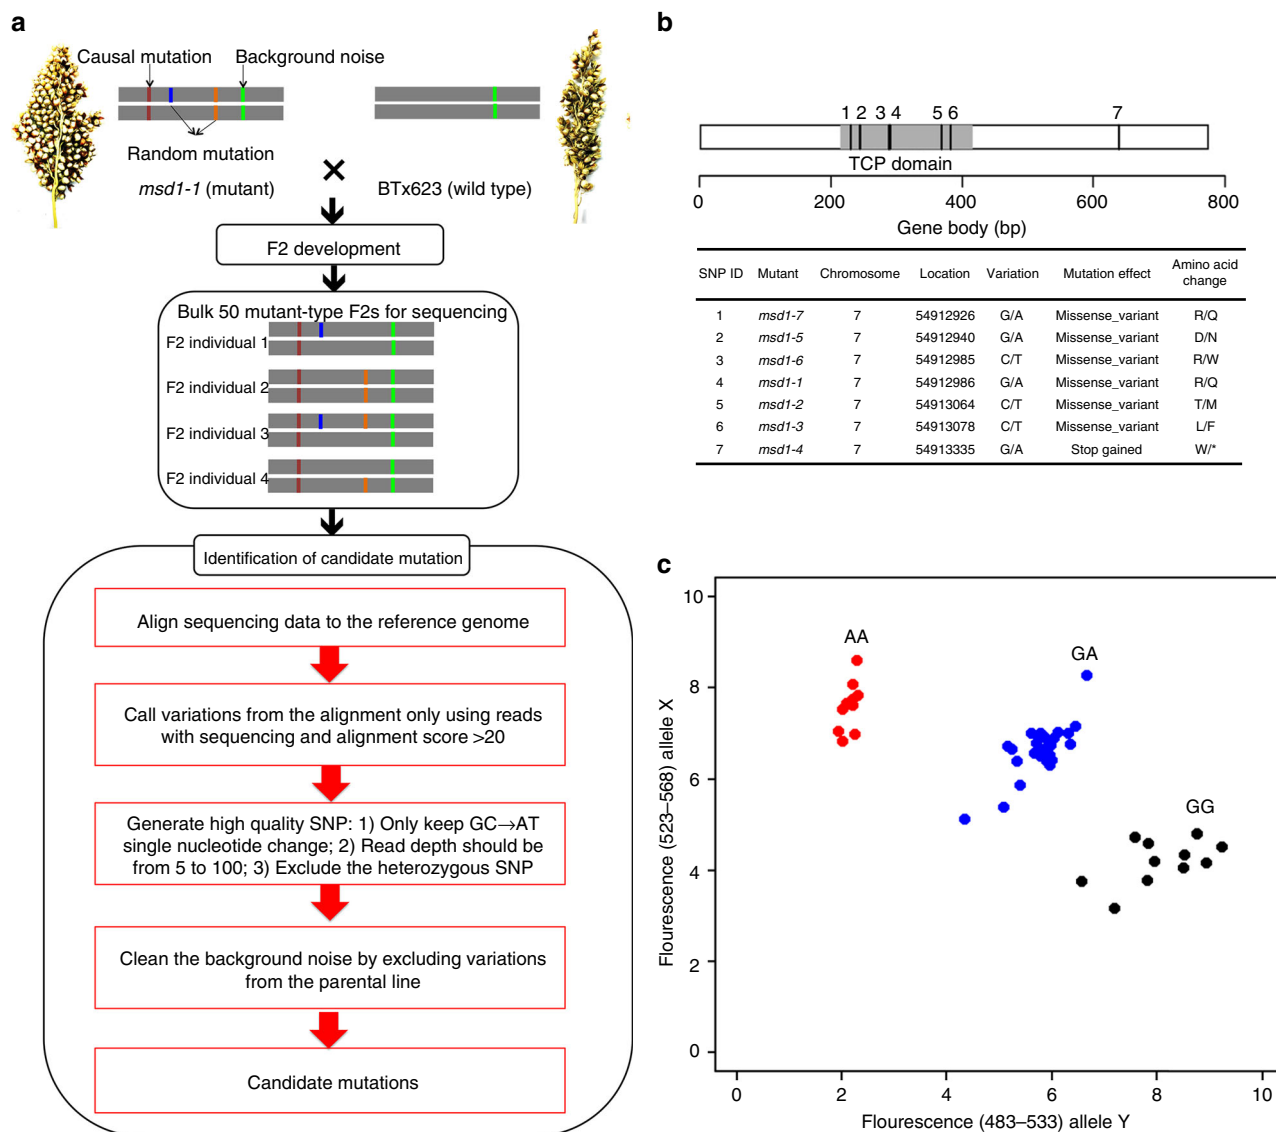 a
Causal mutation
Background noise
Random mutation
msd1-1 (mutant)
BTx623 (wild type)
F2 development
Bulk 50 mutant-type F2s for sequencing
F2 individual 1
F2 individual 2
F2 individual 3
F2 individual 4
Identification of candidate mutation
Align sequencing data to the reference genome
Call variations from the alignment only using reads
with sequencing and alignment score >20
Generate high quality SNP: 1) Only keep GC→AT
single nucleotide change; 2) Read depth should be
from 5 to 100; 3) Exclude the heterozygous SNP
Clean the background noise by excluding variations
from the parental line
Candidate mutations
b
1 2 3 4 5 6 7
TCP domain
0 200 400 600 800
Gene body (bp)
SNP ID Mutant Chromosome Location Variation Mutation effect Amino acid
change
1 msd1-7 7 54912926 G/A Missense_variant R/Q
2 msd1-5 7 54912940 G/A Missense_variant D/N
3 msd1-6 7 54912985 C/T Missense_variant R/W
4 msd1-1 7 54912986 G/A Missense_variant R/Q
5 msd1-2 7 54913064 C/T Missense_variant T/M
6 msd1-3 7 54913078 C/T Missense_variant L/F
7 msd1-4 7 54913335 G/A Stop gained W/*
c
10
8
6
4
2
0
Flourescence (523–568) allele X
AA
GA
GG
0 2 4 6 8 10
Flourescence (483–533) allele Y